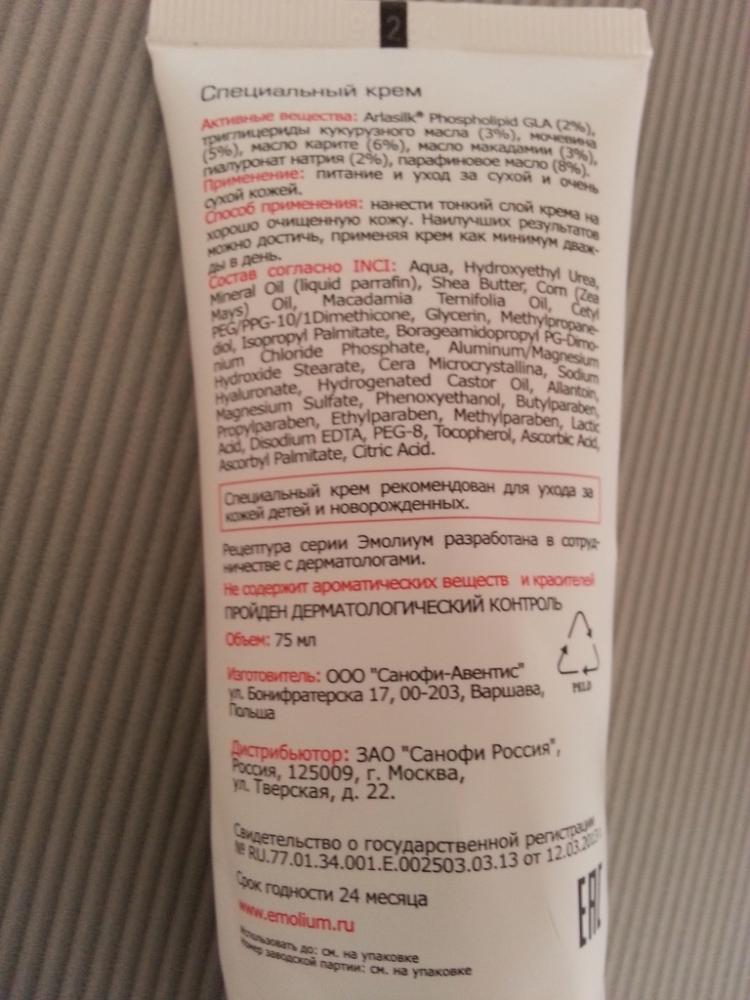 2
Специальный крем
Активные вещества: Arlasilk® Phospholipid GLA (2%),
триглицериды кукурузного масла (3%), мочевина
(5%), масло карите (6%), масло макадамии (3%),
гиалуронат натрия (2%), парафиновое масло (8%).
Применение: питание и уход за сухой и очень
сухой кожей.
Способ применения: нанести тонкий слой крема на
хорошо очищенную кожу. Наилучших результатов
можно достичь, применяя крем как минимум дваж-
ды в день.
Состав согласно INCI: Aqua, Hydroxyethyl Urea,
Mineral Oil (liquid parrafin), Shea Butter, Corn (Zea
Mays) Oil, Macadamia Ternifolia Oil, Cetyl
PEG/PPG-10/1Dimethicone, Glycerin, Methylpropane-
diol, Isopropyl Palmitate, Borageamidopropyl PG-Dimo-
nium Chloride Phosphate, Aluminum/Magnesium
Hydroxide Stearate, Cera Microcrystallina, Sodium
Hyaluronate, Hydrogenated Castor Oil, Allantoin,
Magnesium Sulfate, Phenoxyethanol, Butylparaben,
Propylparaben, Ethylparaben, Methylparaben, Lactic
Acid, Disodium EDTA, PEG-8, Tocopherol, Ascorbic Acid,
Ascorbyl Palmitate, Citric Acid.
Специальный крем рекомендован для ухода за
кожей детей и новорожденных.
Рецептура серии Эмолиум разработана в сотруд-
ничестве с дерматологами.
Не содержит ароматических веществ и красителей
ПРОЙДЕН ДЕРМАТОЛОГИЧЕСКИЙ КОНТРОЛЬ
Объем: 75 мл
PELD
Изготовитель: ООО "Санофи-Авентис"
ул. Бонифратерска 17, 00-203, Варшава,
Польша
Дистрибьютор: ЗАО "Санофи Россия",
Россия, 125009, г. Москва,
ул. Тверская, д. 22.
Свидетельство о государственной регистрации
№ RU.77.01.34.001.E.002503.03.13 от 12.03.2013
Срок годности 24 месяца
www.emolium.ru
EAC
Использовать до: см. на упаковке
Номер заводской партии: см. на упаковке